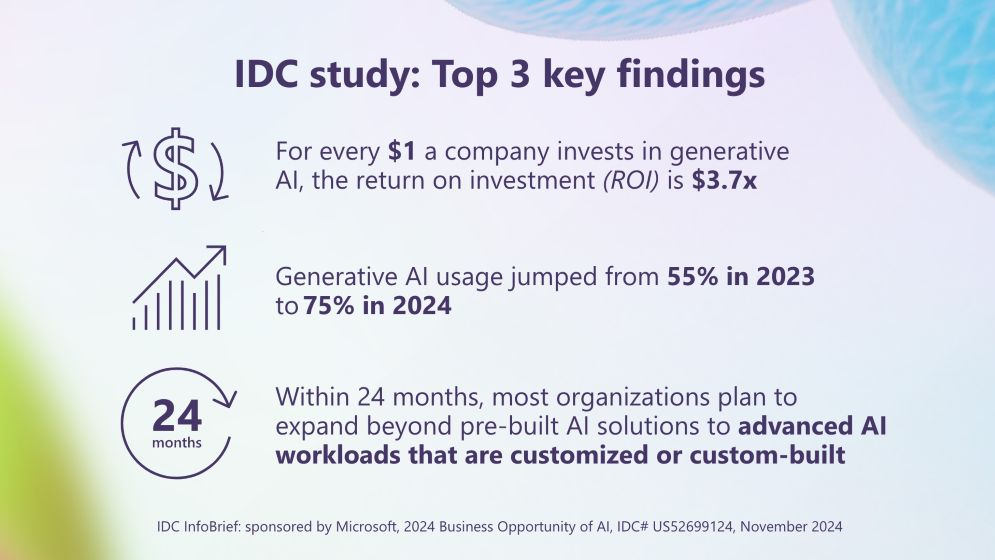 IDC study: Top 3 key findings
$
For every $1 a company invests in generative
AI, the return on investment (ROI) is $3.7x
Generative AI usage jumped from 55% in 2023
to 75% in 2024
24
months
Within 24 months, most organizations plan to
expand beyond pre-built AI solutions to advanced AI
workloads that are customized or custom-built
IDC InfoBrief: sponsored by Microsoft, 2024 Business Opportunity of AI, IDC# US52699124, November 2024